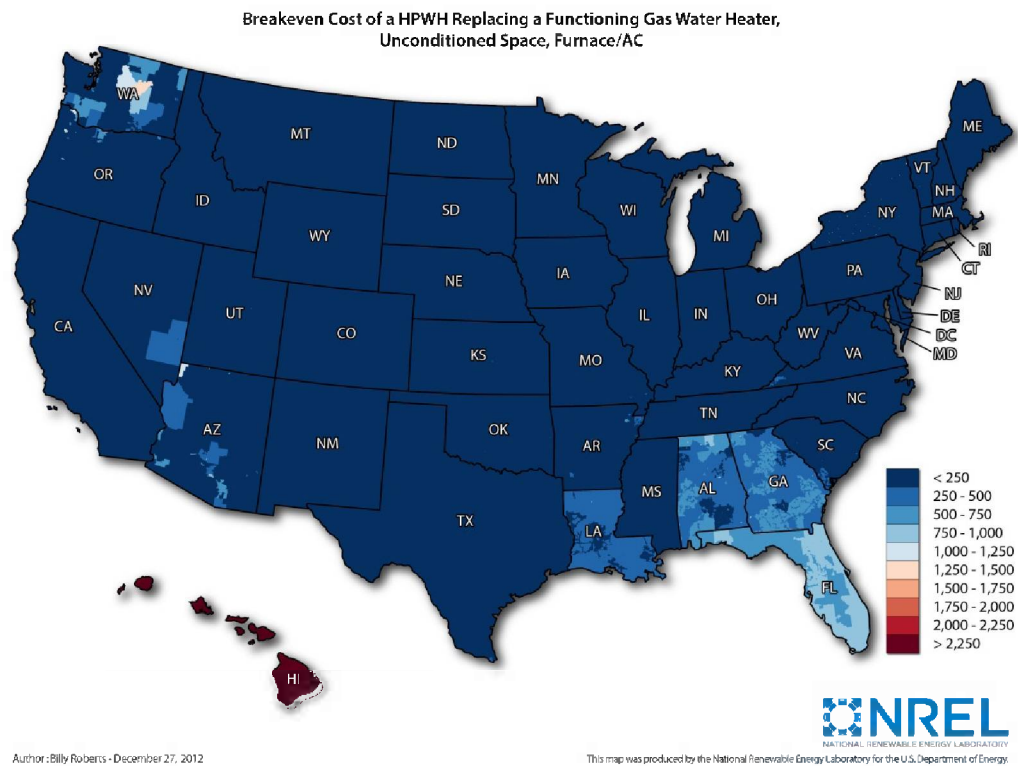 Breakeven Cost of a HPWH Replacing a Functioning Gas Water Heater,
Unconditioned Space, Furnace/AC
WA
MT
ND
MN
ME
VT
NH
OR
ID
SD
WI
MI
NY
MA
WY
RI
CT
IA
PA
NE
NV
UT
IL
IN
OH
NJ
DE
DC
MD
CA
CO
WV
VA
KS
MO
KY
NC
AZ
NM
OK
TN
AR
SC
MS
AL
GA
TX
LA
FL
HI
< 250
250 - 500
500 - 750
750 - 1,000
1,000 - 1,250
1,250 - 1,500
1,500 - 1,750
1,750 - 2,000
2,000 - 2,250
> 2,250
NREL
NATIONAL RENEWABLE ENERGY LABORATORY
Author : Billy Roberts - December 27, 2012
This map was produced by the National Renewable Energy Laboratory for the U.S. Department of Energy.